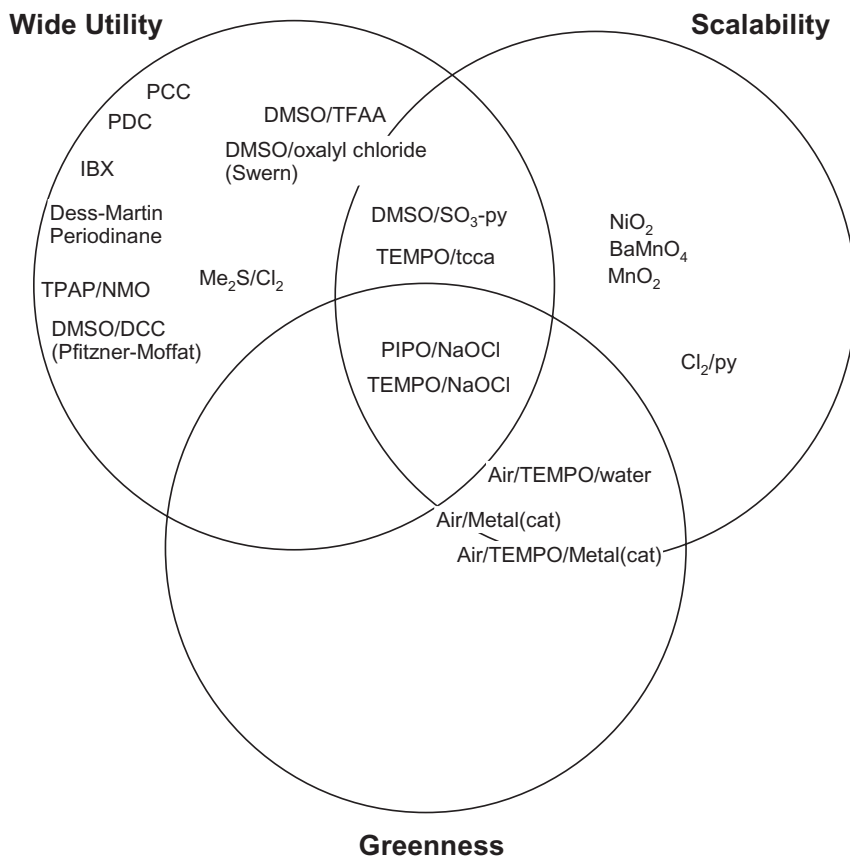 Wide Utility
Scalability
PCC
PDC
DMSO/TFAA
IBX
DMSO/oxalyl chloride
(Swern)
Dess-Martin
Periodinane
DMSO/SO₃-py
TEMPO/tcca
NiO₂
BaMnO₄
MnO₂
TPAP/NMO
Me₂S/Cl₂
DMSO/DCC
(Pfitzner-Moffat)
PIPO/NaOCl
TEMPO/NaOCl
Cl₂/py
Air/TEMPO/water
Air/Metal(cat)
Air/TEMPO/Metal(cat)
Greenness